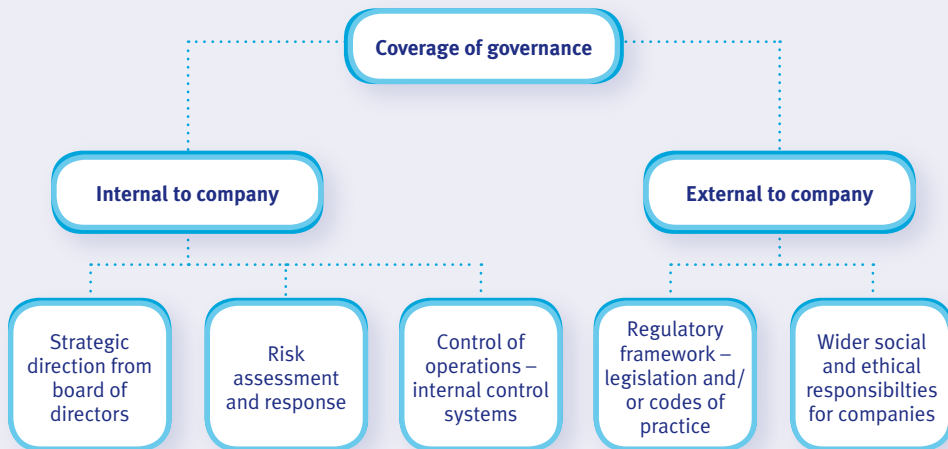 Coverage of governance
Internal to company
External to company
Strategic
direction from
board of
directors
Risk
assessment
and response
Control of
operations –
internal control
systems
Regulatory
framework –
legislation and/
or codes of
practice
Wider social
and ethical
responsibilties
for companies